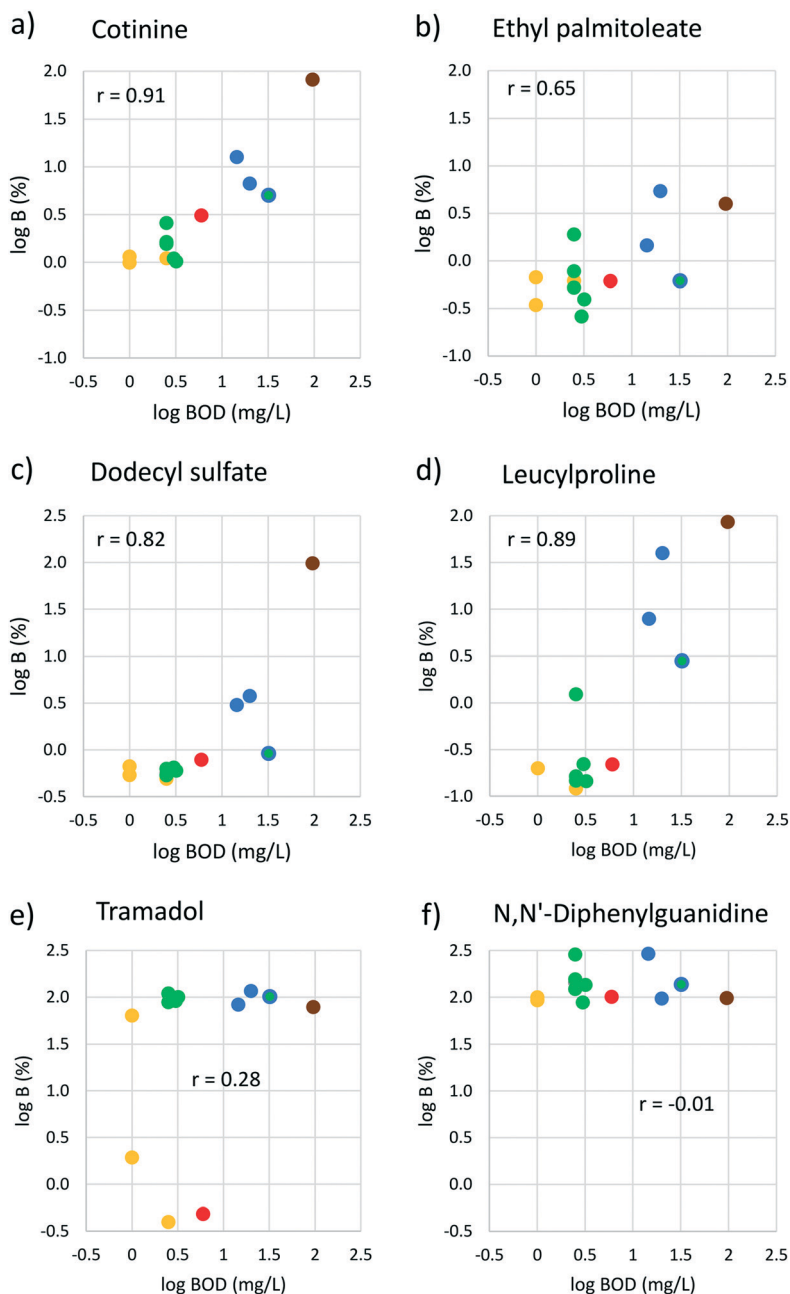 a) Cotinine
2.0
r = 0.91
1.5
1.0
0.5
0.0
-0.5
-1.0
log B (%)
-0.5 0 0.5 1 1.5 2 2.5
log BOD (mg/L)
b) Ethyl palmitoleate
2.0
r = 0.65
1.5
1.0
0.5
0.0
-0.5
-1.0
log B (%)
-0.5 0 0.5 1 1.5 2 2.5
log BOD (mg/L)
c) Dodecyl sulfate
2.5
r = 0.82
2.0
1.5
1.0
0.5
0.0
-0.5
log B (%)
-0.5 0 0.5 1 1.5 2 2.5
log BOD (mg/L)
d) Leucylproline
2.0
r = 0.89
1.5
1.0
0.5
0.0
-0.5
-1.0
log B (%)
-0.5 0 0.5 1 1.5 2 2.5
log BOD (mg/L)
e) Tramadol
2.5
2.0
1.5
r = 0.28
1.0
0.5
0.0
-0.5
log B (%)
-0.5 0 0.5 1 1.5 2 2.5
log BOD (mg/L)
f) N,N'-Diphenylguanidine
2.5
2.0
1.5
1.0
r = -0.01
0.5
0.0
-0.5
log B (%)
-0.5 0 0.5 1 1.5 2 2.5
log BOD (mg/L)